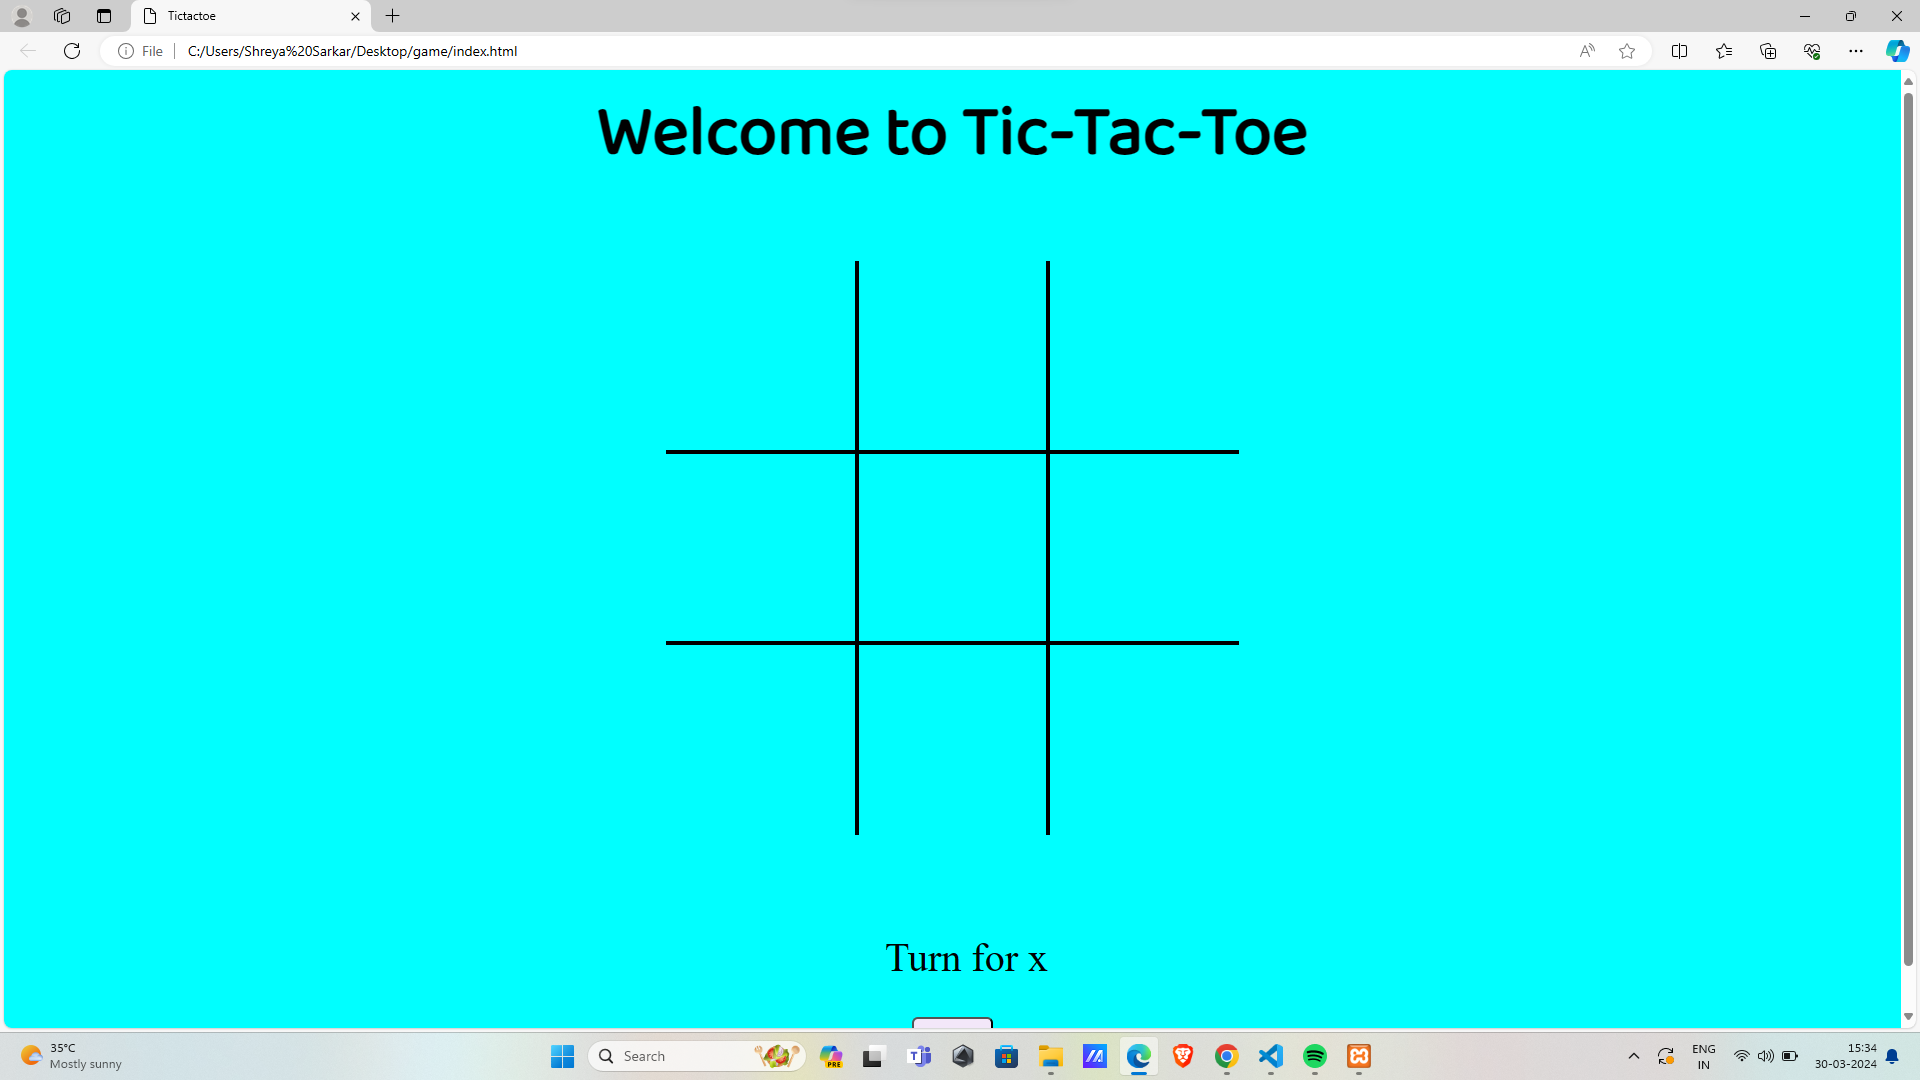 Tictactoe
File C:/Users/Shreya%20Sarkar/Desktop/game/index.html
Welcome to Tic-Tac-Toe
Turn for x
35°C
Mostly sunny
Search
PRE
ENG
IN
15:34
30-03-2024